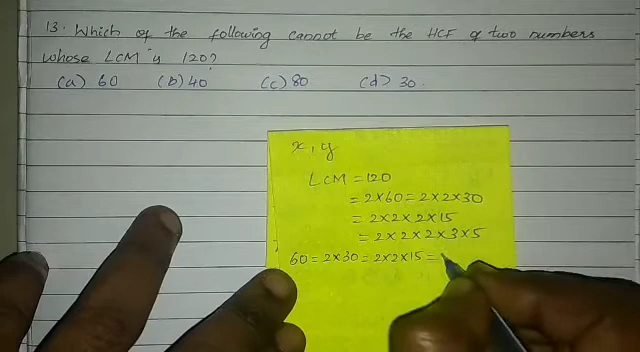 13. Which of the following cannot be the HCF of two numbers
whose LCM is 120?
(a) 60 (b) 40 (c) 80 (d) 30.
x, y
LCM = 120
= 2×60 = 2×2×30
= 2×2×2×15
= 2×2×2×3×5
60 = 2×30 = 2×2×15 =